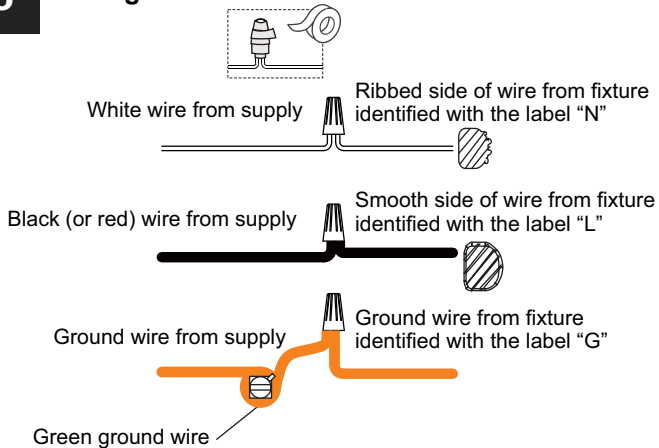 White wire from supply
Ribbed side of wire from fixture
identified with the label “N”
Black (or red) wire from supply
Smooth side of wire from fixture
identified with the label “L”
Ground wire from supply
Ground wire from fixture
identified with the label “G”
Green ground wire